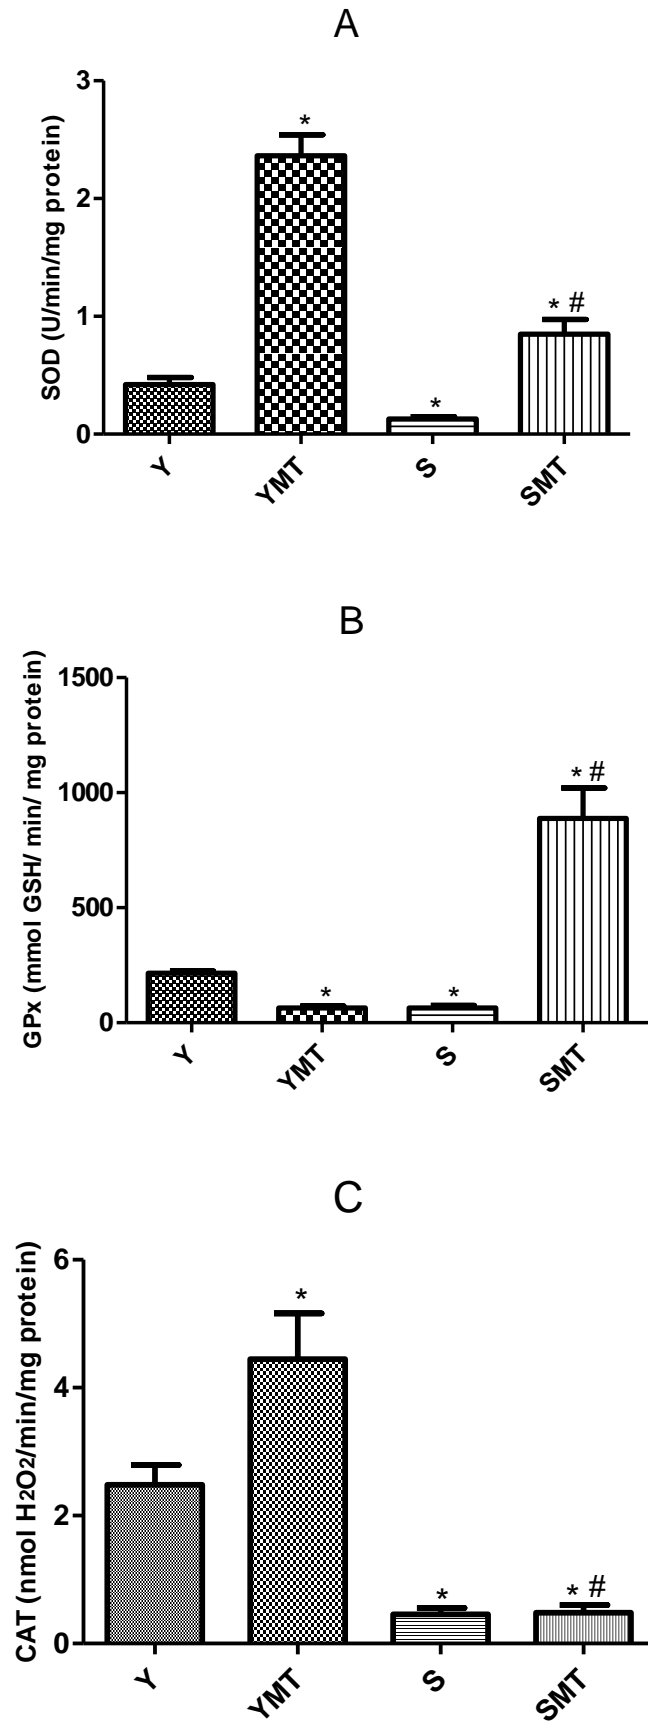 A
SOD (U/min/mg protein)
3
2
1
0
*
*
* #
Y
YMT
S
SMT
B
GPx (mmol GSH/ min/ mg protein)
1500
1000
500
0
*
*
* #
Y
YMT
S
SMT
C
CAT (nmol H2O2/min/mg protein)
6
4
2
0
*
*
* #
Y
YMT
S
SMT